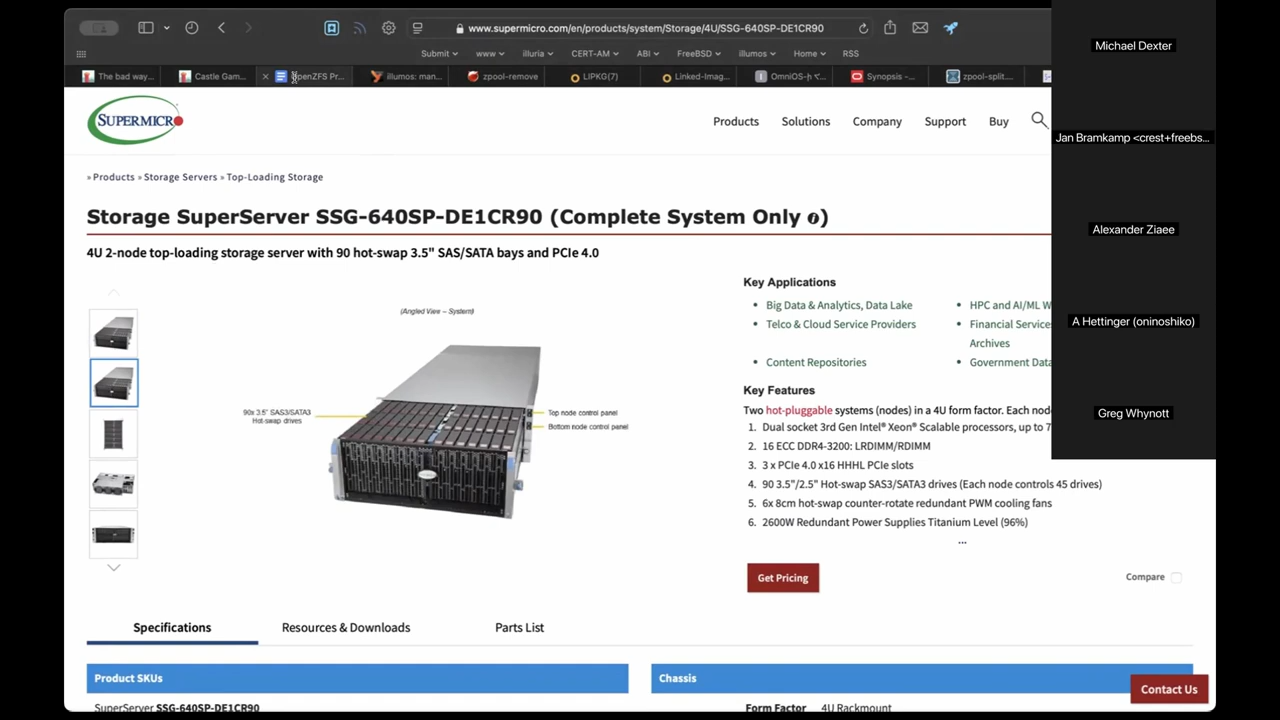 www.supermicro.com/en/products/system/Storage/4U/SSG-640SP-DE1CR90
Submit www illuria CERT-AM ABI FreeBSD illumos Home RSS
The bad way... Castle Gam... OpenZFS Pr... illumos: man... zpool-remove LIPKG(7) Linked-Imag... Synopsis –... zpool-split....
SUPERMICRO
Products Solutions Company Support Buy
» Products » Storage Servers » Top-Loading Storage
Storage SuperServer SSG-640SP-DE1CR90 (Complete System Only )
4U 2-node top-loading storage server with 90 hot-swap 3.5" SAS/SATA bays and PCIe 4.0
(Angled View – System)
90x 3.5" SAS3/SATA3
Hot-swap drives
Top node control panel
Bottom node control panel
Key Applications
Big Data & Analytics, Data Lake
Telco & Cloud Service Providers
Content Repositories
HPC and AI/ML W
Financial Service
Archives
Government Data
Key Features
Two hot-pluggable systems (nodes) in a 4U form factor. Each node
1. Dual socket 3rd Gen Intel® Xeon® Scalable processors, up to 7
2. 16 ECC DDR4-3200: LRDIMM/RDIMM
3. 3 x PCIe 4.0 x16 HHHL PCIe slots
4. 90 3.5"/2.5" Hot-swap SAS3/SATA3 drives (Each node controls 45 drives)
5. 6x 8cm hot-swap counter-rotate redundant PWM cooling fans
6. 2600W Redundant Power Supplies Titanium Level (96%)
...
Get Pricing
Compare
Specifications Resources & Downloads Parts List
Product SKUs
SuperServer SSG-640SP-DE1CR90
Chassis
Form Factor 4U Rackmount
Contact Us
Michael Dexter
Jan Bramkamp <crest+freebs...
Alexander Ziaee
A Hettinger (oninoshiko)
Greg Whynott